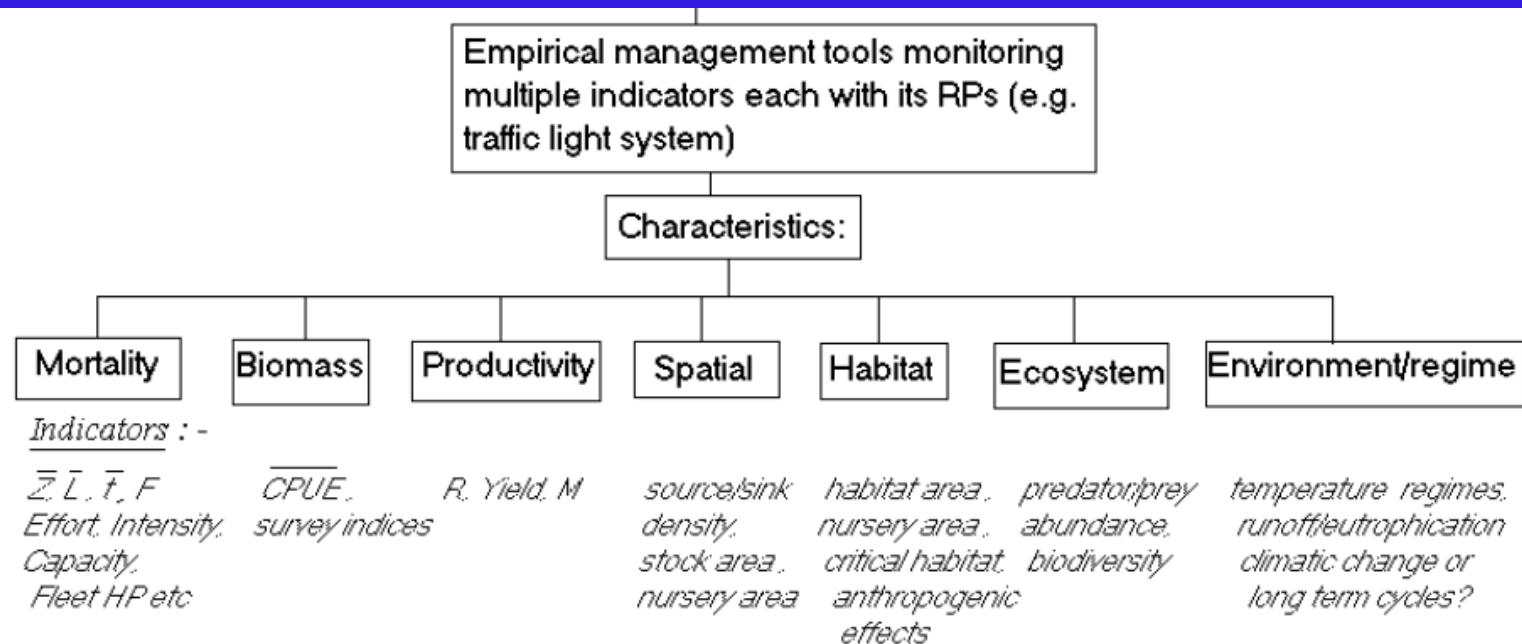 Empirical management tools monitoring
multiple indicators each with its RPs (e.g.
traffic light system)
Characteristics:
Mortality
Biomass
Productivity
Spatial
Habitat
Ecosystem
Environment/regime
Indicators : -
Z̅, L̅, t̅, F
Effort, Intensity,
Capacity,
Fleet HP etc
C̅P̅U̅E̅,
survey indices
R, Yield, M
source/sink
density,
stock area,
nursery area
habitat area,
nursery area,
critical habitat,
anthropogenic
effects
predator/prey
abundance,
biodiversity
temperature regimes,
runoff/eutrophication
climatic change or
long term cycles?